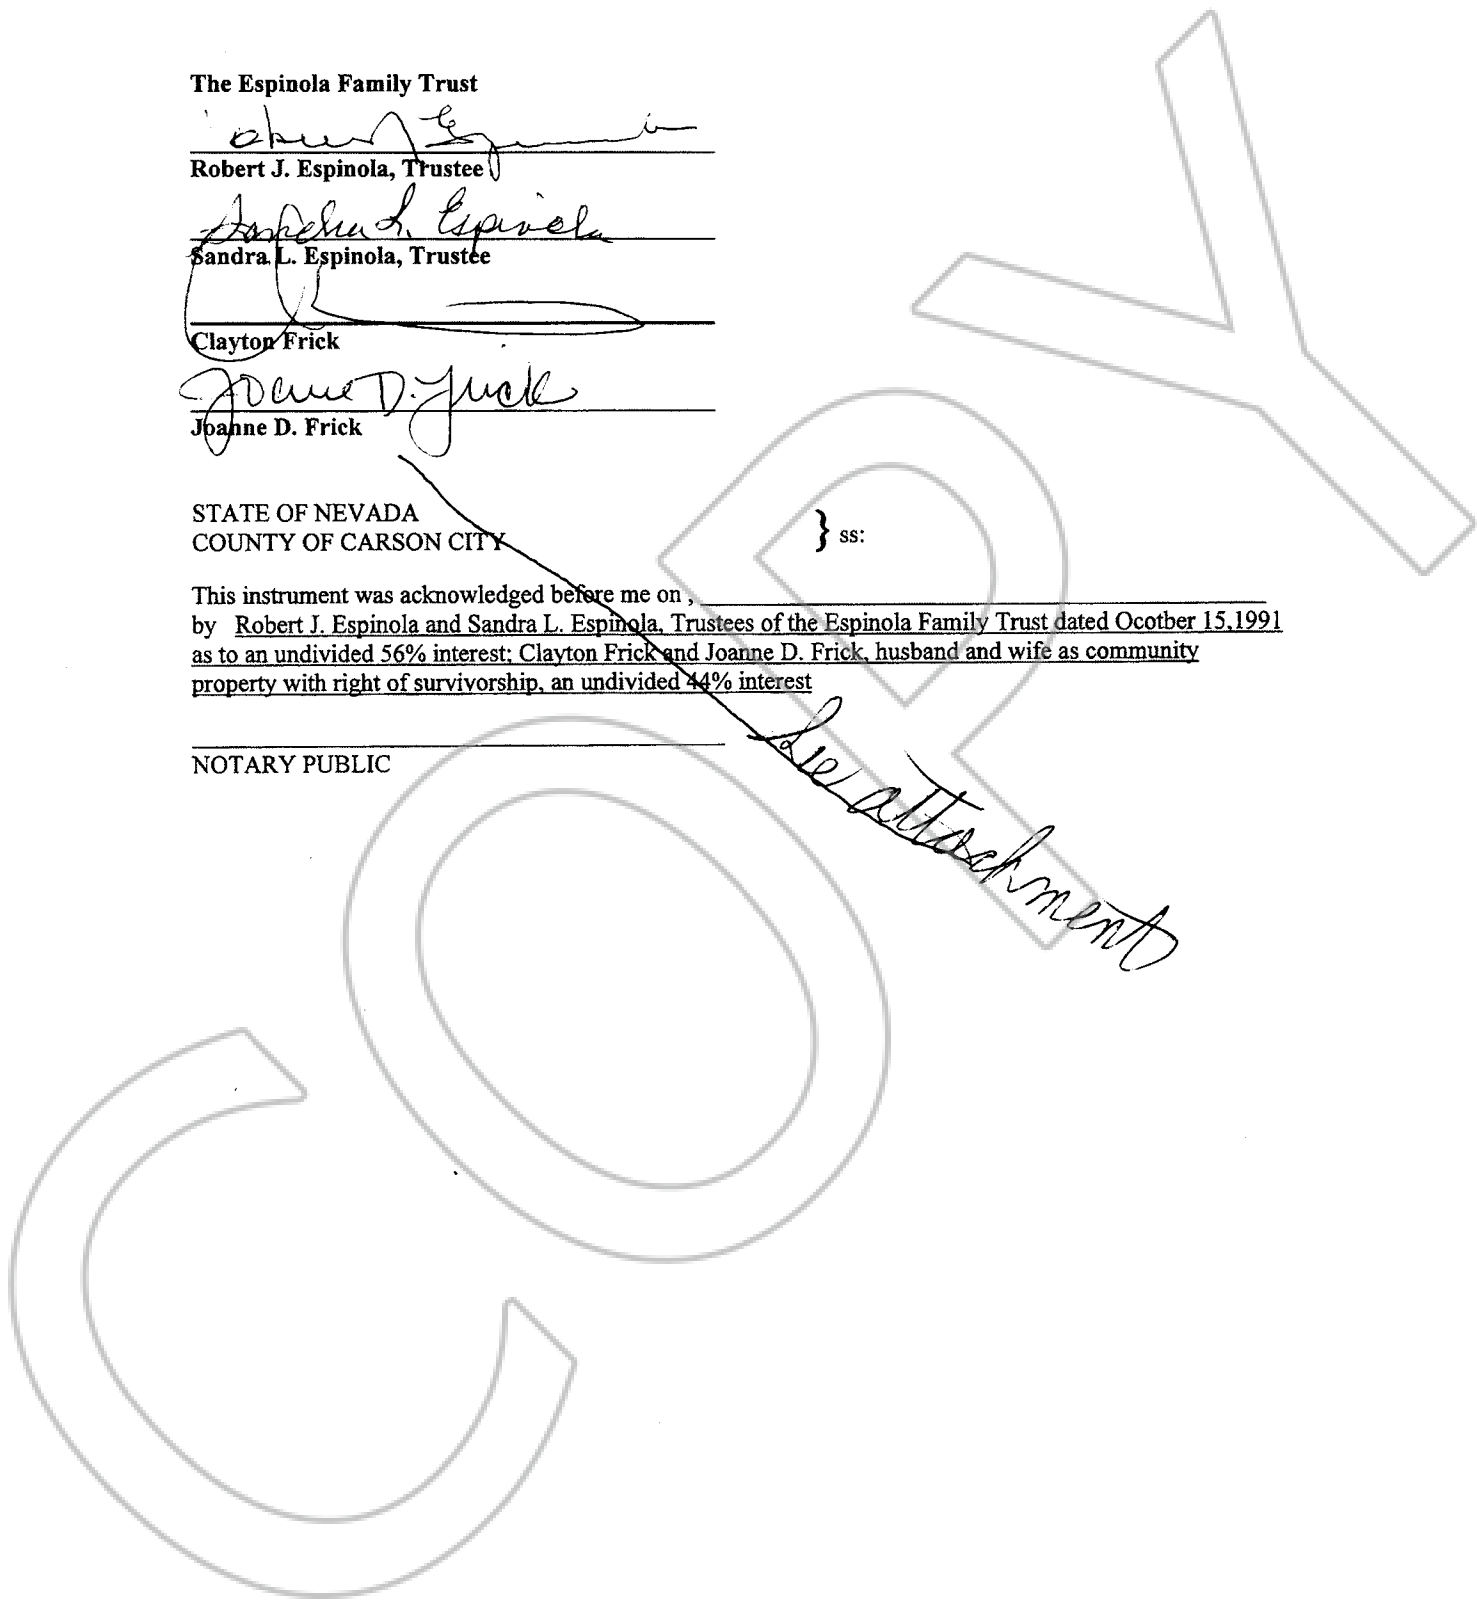 The Espinola Family Trust
Robert J. Espinola, Trustee
Sandra L. Espinola
Sandra L. Espinola, Trustee
Clayton Frick
Joanne D. Frick
Joanne D. Frick
STATE OF NEVADA
COUNTY OF CARSON CITY
} ss:
This instrument was acknowledged before me on ,
by Robert J. Espinola and Sandra L. Espinola, Trustees of the Espinola Family Trust dated Ocotber 15,1991
as to an undivided 56% interest; Clayton Frick and Joanne D. Frick, husband and wife as community
property with right of survivorship, an undivided 44% interest
NOTARY PUBLIC
See attachment
COPY